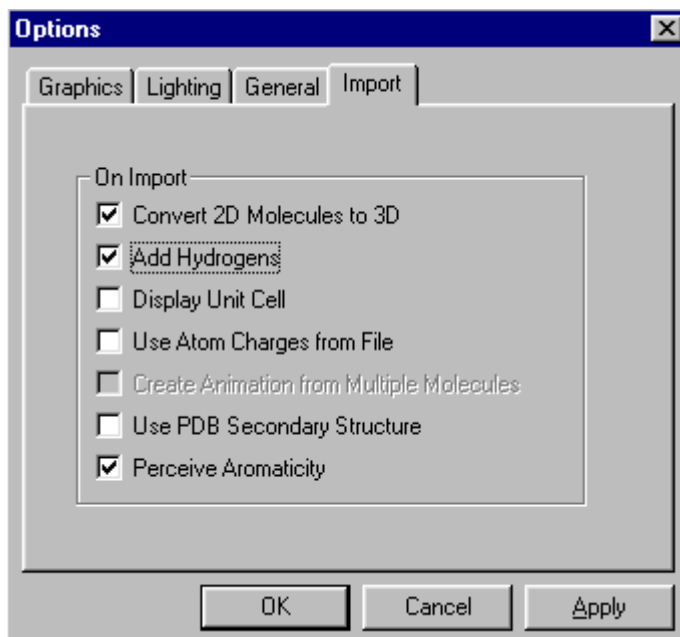 Options
Graphics Lighting General Import
On Import
Convert 2D Molecules to 3D
Add Hydrogens
Display Unit Cell
Use Atom Charges from File
Create Animation from Multiple Molecules
Use PDB Secondary Structure
Perceive Aromaticity
OK Cancel Apply